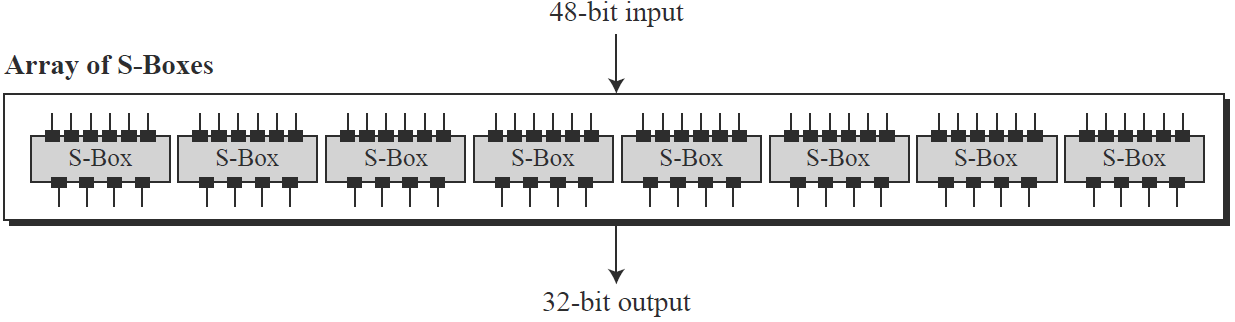 48-bit input
Array of S-Boxes
S-Box S-Box S-Box S-Box S-Box S-Box S-Box S-Box
32-bit output